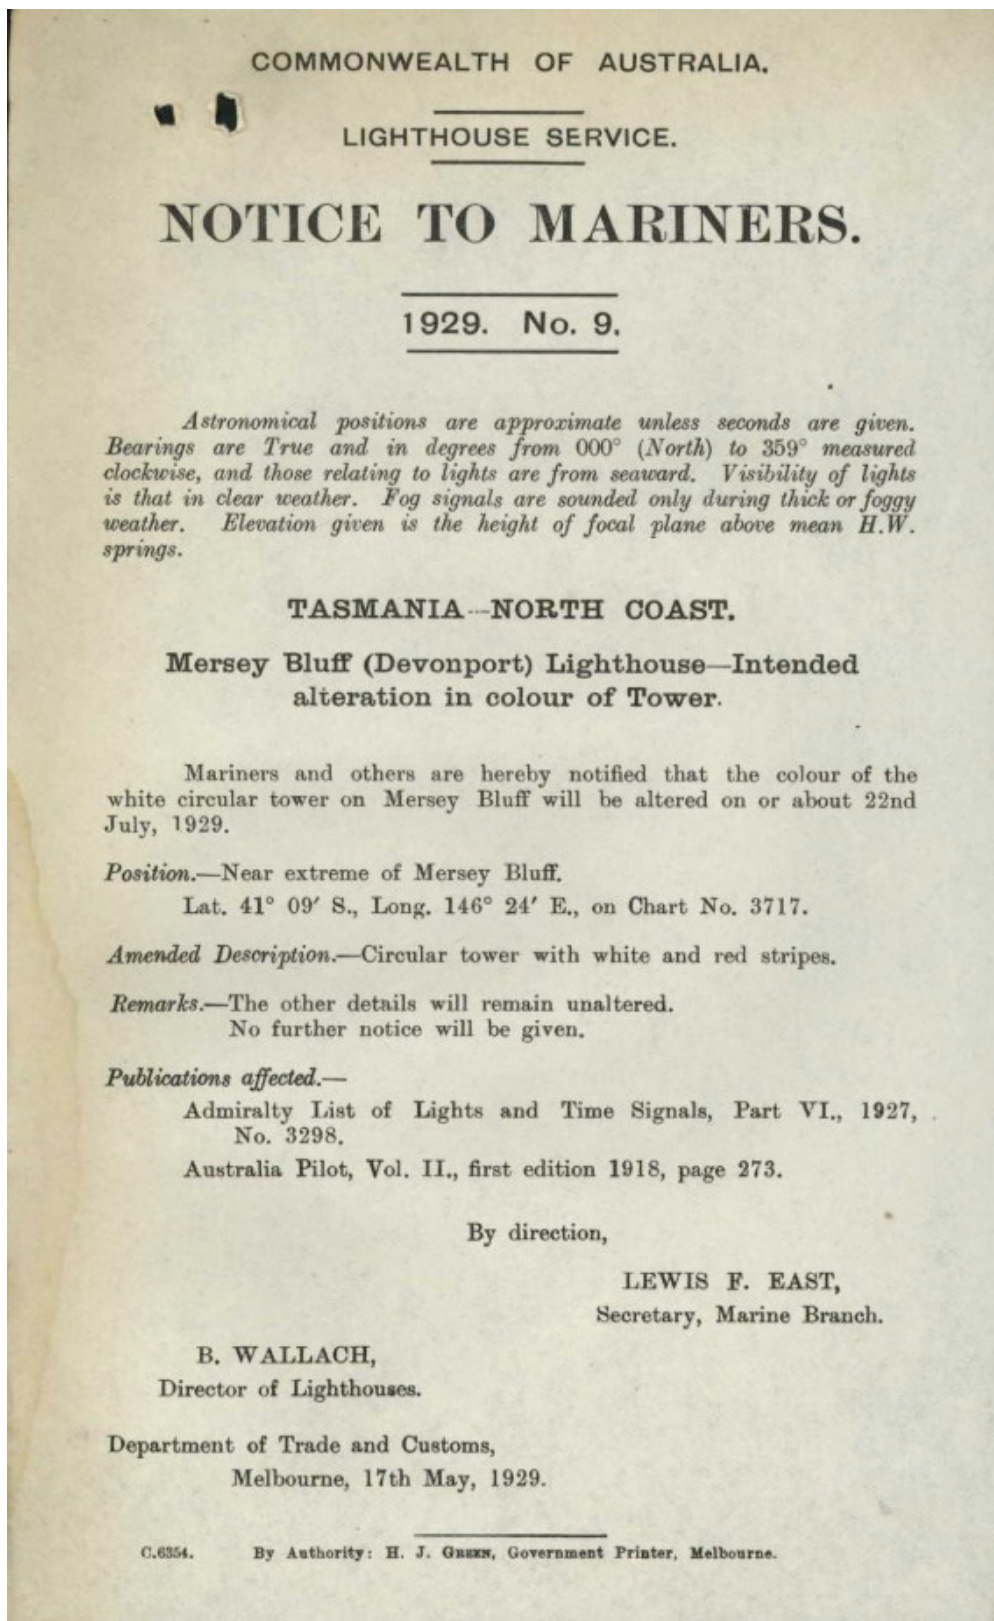 COMMONWEALTH OF AUSTRALIA.
LIGHTHOUSE SERVICE.
NOTICE TO MARINERS.
1929. No. 9.
Astronomical positions are approximate unless seconds are given.
Bearings are True and in degrees from 000° (North) to 359° measured
clockwise, and those relating to lights are from seaward. Visibility of lights
is that in clear weather. Fog signals are sounded only during thick or foggy
weather. Elevation given is the height of focal plane above mean H.W.
springs.
TASMANIA—NORTH COAST.
Mersey Bluff (Devonport) Lighthouse—Intended
alteration in colour of Tower.
Mariners and others are hereby notified that the colour of the
white circular tower on Mersey Bluff will be altered on or about 22nd
July, 1929.
Position.—Near extreme of Mersey Bluff.
Lat. 41° 09′ S., Long. 146° 24′ E., on Chart No. 3717.
Amended Description.—Circular tower with white and red stripes.
Remarks.—The other details will remain unaltered.
No further notice will be given.
Publications affected.—
Admiralty List of Lights and Time Signals, Part VI., 1927,
No. 3298.
Australia Pilot, Vol. II., first edition 1918, page 273.
By direction,
LEWIS F. EAST,
Secretary, Marine Branch.
B. WALLACH,
Director of Lighthouses.
Department of Trade and Customs,
Melbourne, 17th May, 1929.
C.6354. By Authority: H. J. GREEN, Government Printer, Melbourne.